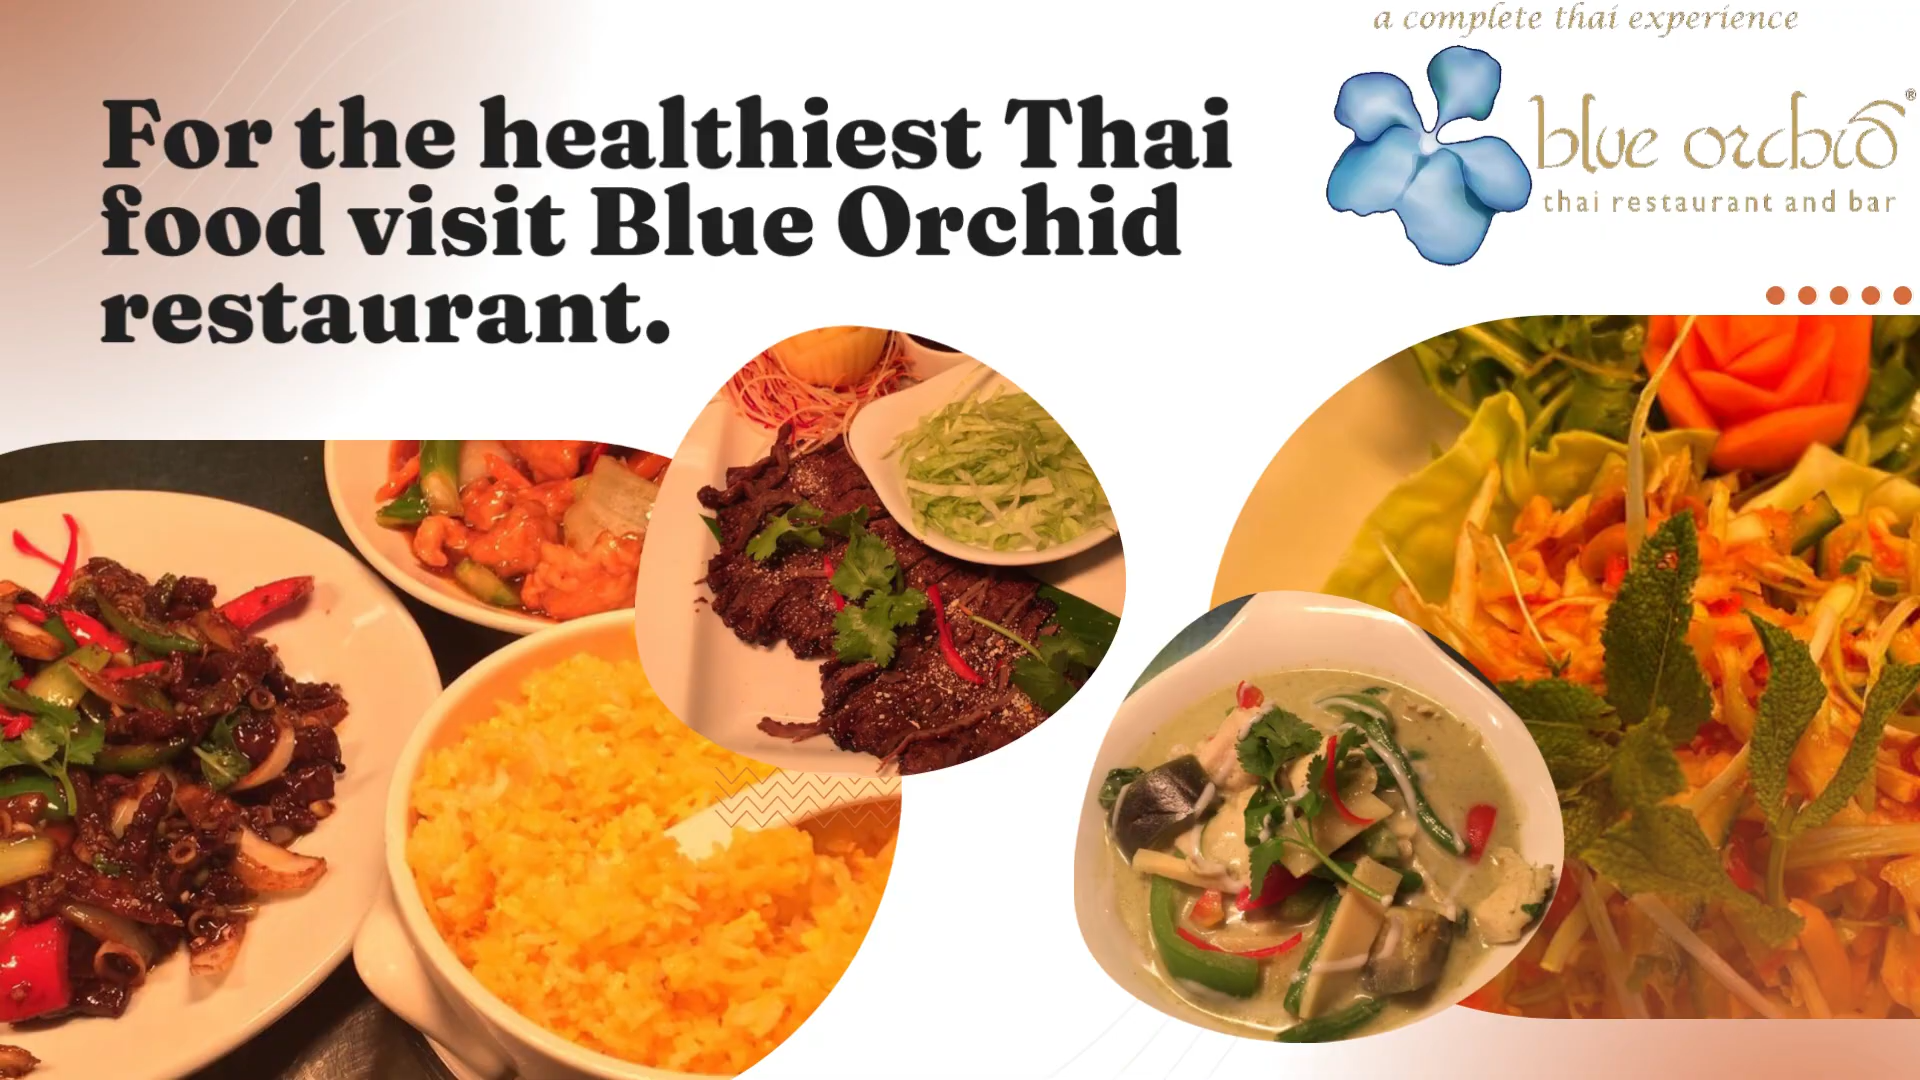 a complete thai experience
For the healthiest Thai
food visit Blue Orchid
restaurant.
blue orchid®
thai restaurant and bar